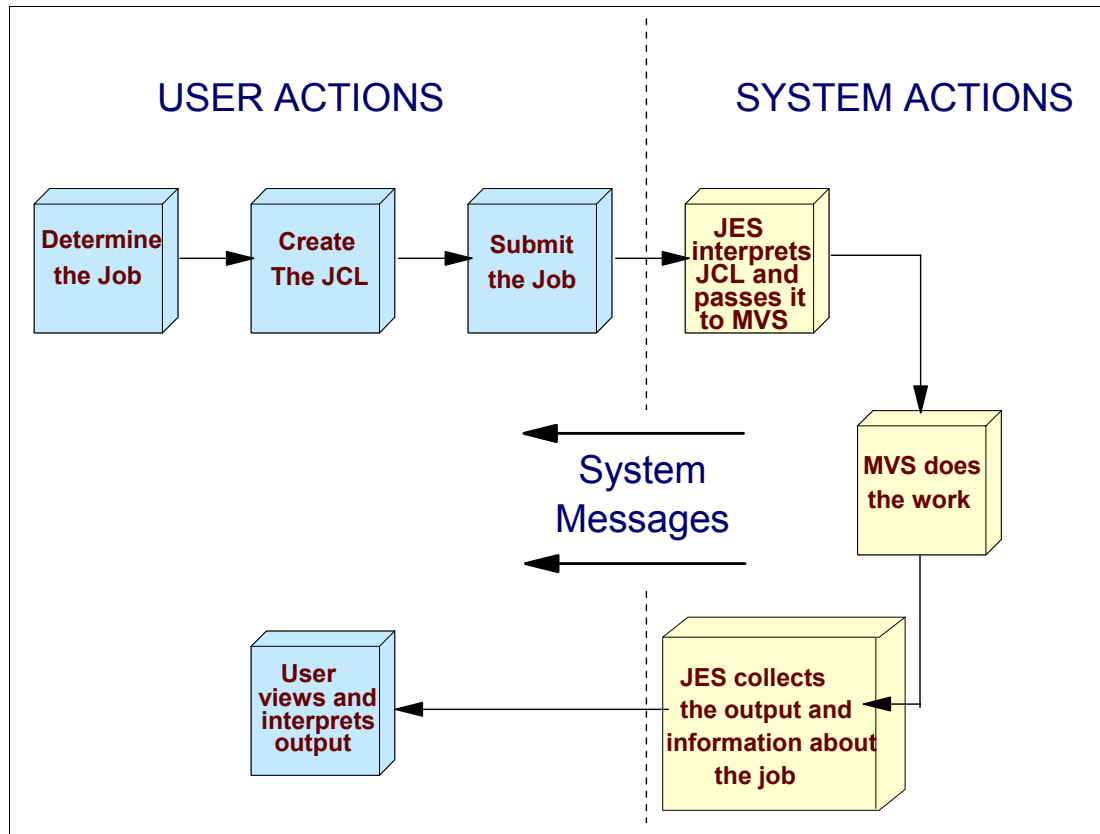 USER ACTIONS
SYSTEM ACTIONS
Determine
the Job
Create
The JCL
Submit
the Job
JES
interprets
JCL and
passes it
to MVS
MVS does
the work
System
Messages
JES collects
the output and
information about
the job
User
views and
interprets
output